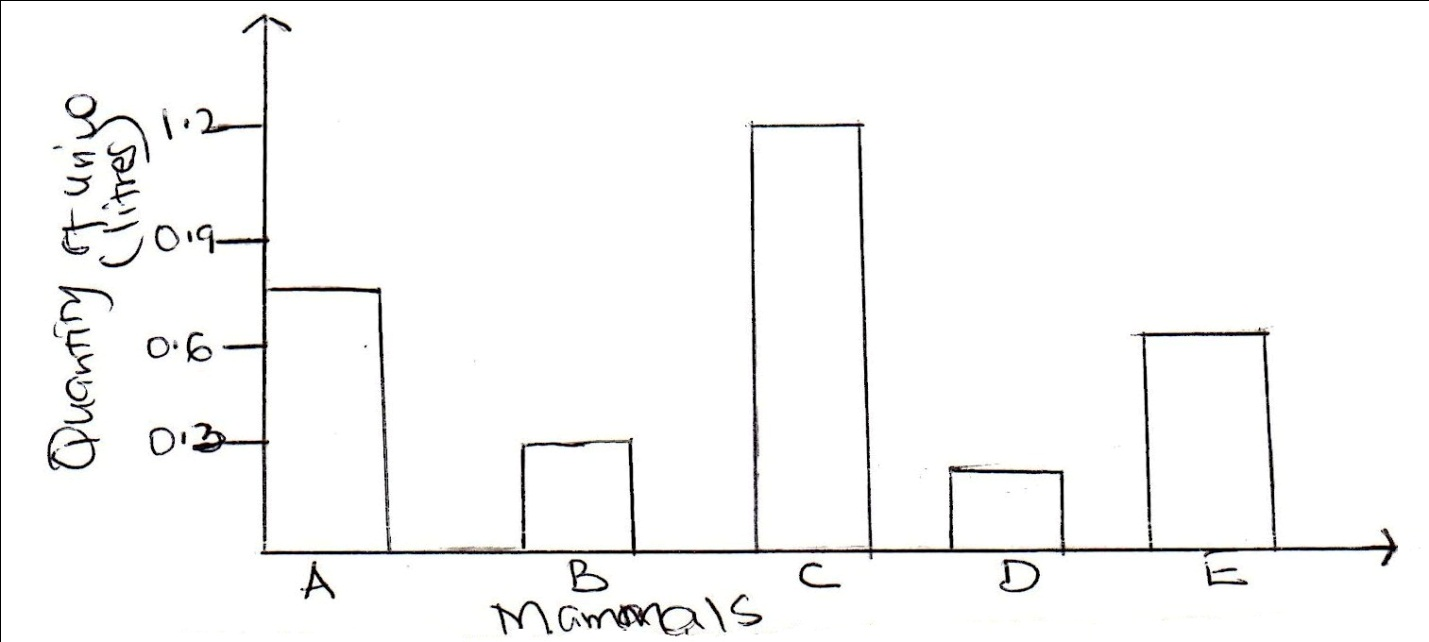 Quantity of urine
(litres)
1.2
0.9
0.6
0.3
A B C D E
Mammals